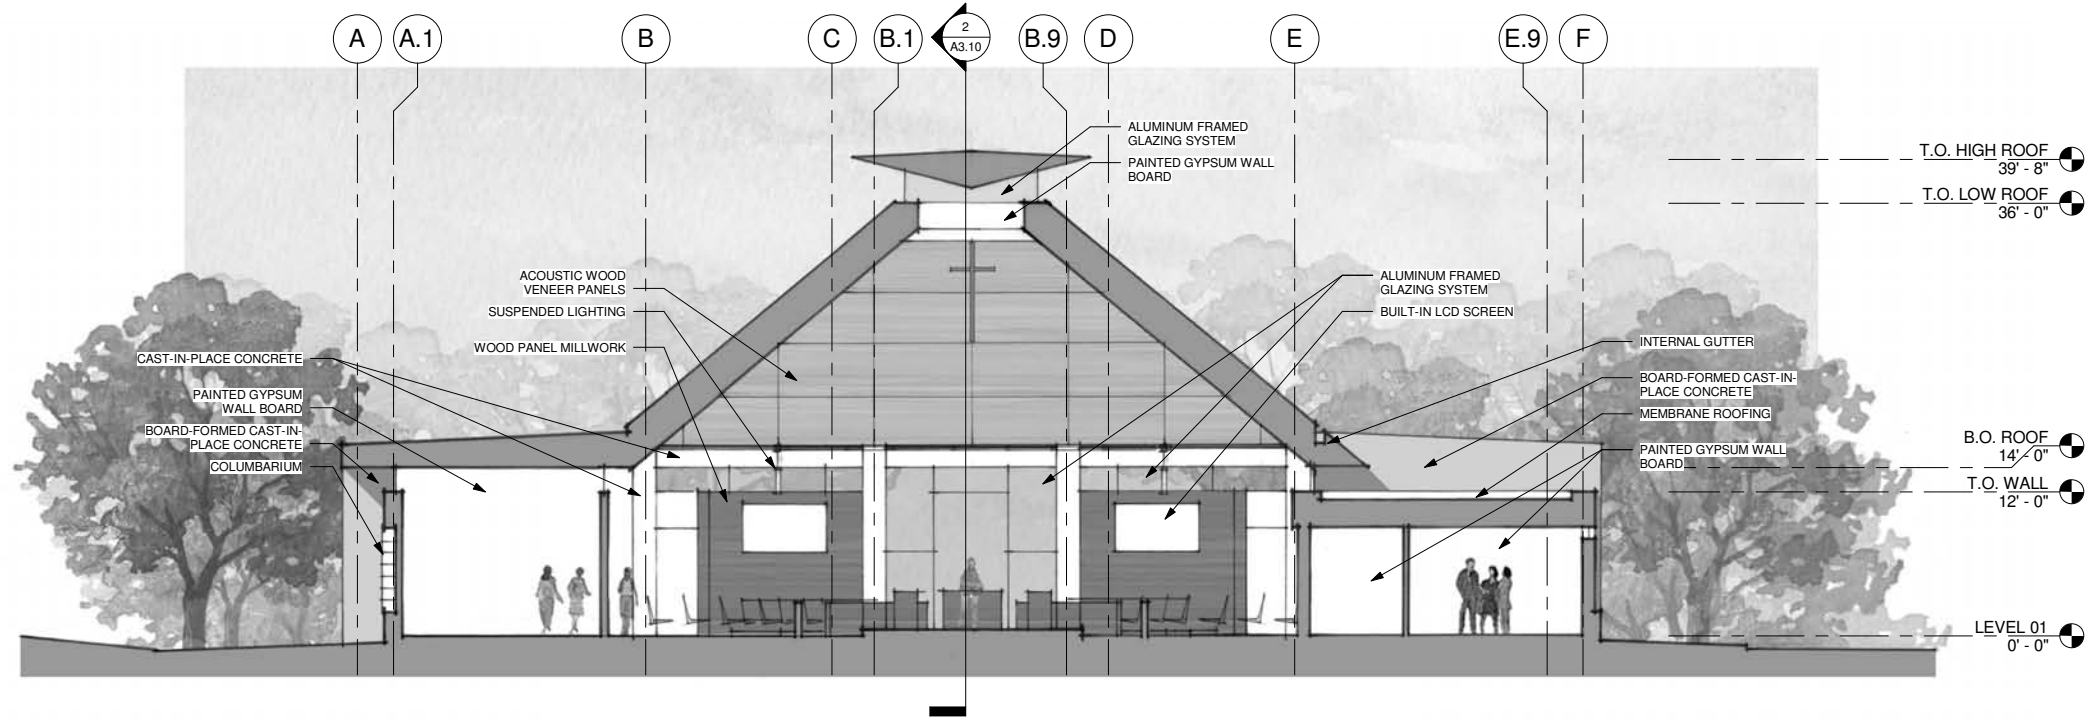 A
A.1
B
C
B.1
2
A3.10
B.9
D
E
E.9
F
ALUMINUM FRAMED
GLAZING SYSTEM
PAINTED GYPSUM WALL
BOARD
T.O. HIGH ROOF
39' - 8"
T.O. LOW ROOF
36' - 0"
ACOUSTIC WOOD
VENEER PANELS
SUSPENDED LIGHTING
WOOD PANEL MILLWORK
CAST-IN-PLACE CONCRETE
PAINTED GYPSUM
WALL BOARD
BOARD-FORMED CAST-IN-
PLACE CONCRETE
COLUMBARIUM
ALUMINUM FRAMED
GLAZING SYSTEM
BUILT-IN LCD SCREEN
INTERNAL GUTTER
BOARD-FORMED CAST-IN-
PLACE CONCRETE
MEMBRANE ROOFING
PAINTED GYPSUM WALL
BOARD
B.O. ROOF
14' - 0"
T.O. WALL
12' - 0"
LEVEL 01
0' - 0"